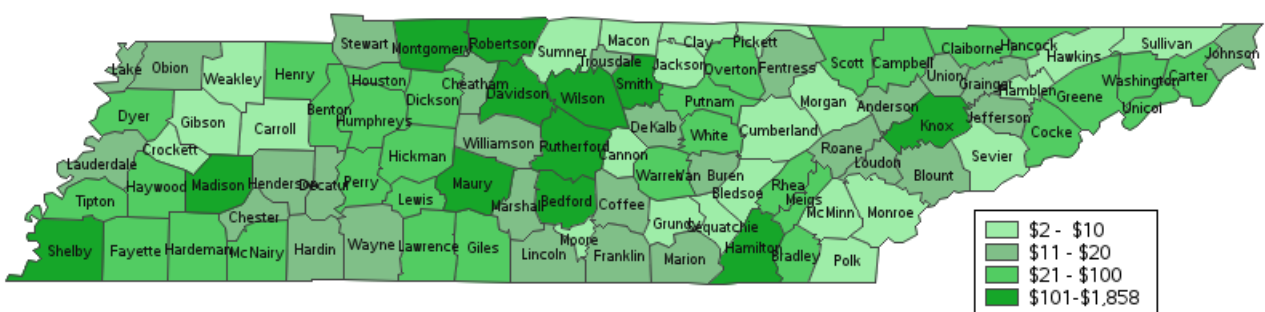 Stewart
Montgomery
Robertson
Sumner
Macon
Trousdale
Clay
Pickett
Jackson
Overton
Fentress
Scott
Campbell
Claiborne
Hancock
Hawkins
Sullivan
Johnson
Lake
Obion
Weakley
Henry
Houston
Cheatham
Dickson
Davidson
Wilson
Smith
Putnam
Morgan
Anderson
Union
Grainger
Hamblen
Greene
Washington
Carter
Unicoi
Dyer
Gibson
Carroll
Benton
Humphreys
Williamson
Rutherford
DeKalb
White
Cumberland
Roane
Knox
Jefferson
Cocke
Crockett
Lauderdale
Haywood
Madison
Henderson
Decatur
Perry
Hickman
Maury
Cannon
Warren
Van Buren
Bledsoe
Rhea
Meigs
Loudon
Blount
Sevier
Tipton
Chester
Lewis
Marshall
Bedford
Coffee
Grundy
Sequatchie
McMinn
Monroe
Shelby
Fayette
Hardeman
McNairy
Hardin
Wayne
Lawrence
Giles
Lincoln
Moore
Franklin
Marion
Hamilton
Bradley
Polk
$2 - $10
$11 - $20
$21 - $100
$101-$1,858